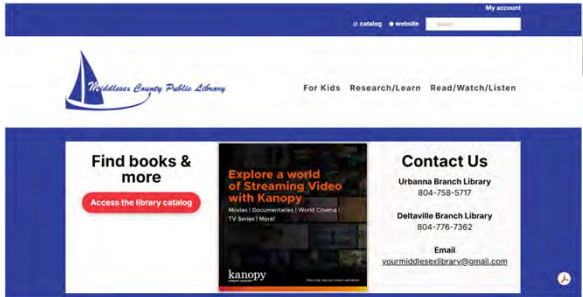 My account
catalog website Search
Middlesex County Public Library
For Kids Research/Learn Read/Watch/Listen
Find books & more
Access the library catalog
Explore a world
of Streaming Video
with Kanopy
Movies | Documentaries | World Cinema |
TV Series | More!
kanopy
Contact Us
Urbanna Branch Library
804-758-5717
Deltaville Branch Library
804-776-7362
Email
yourmiddlesexlibrary@gmail.com